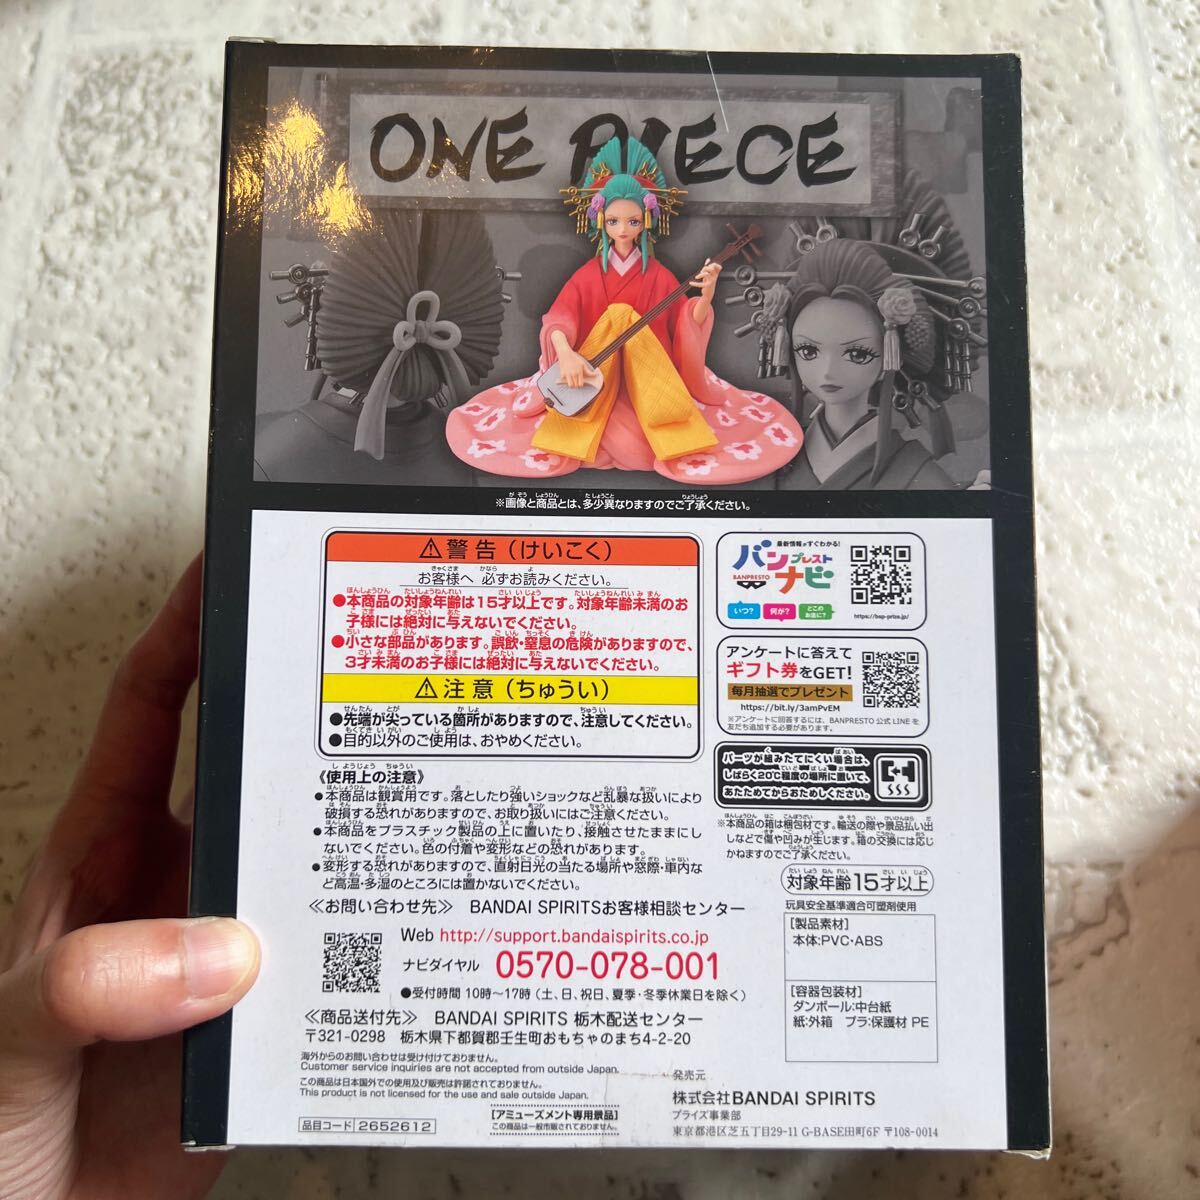 ONE PIECE
※画像と商品とは、多少異なりますのでご了承ください。
⚠警告（けいこく）
お客様へ 必ずお読みください。
●本商品の対象年齢は15才以上です。対象年齢未満のお
子様には絶対に与えないでください。
●小さな部品があります。誤飲・窒息の危険がありますので、
3才未満のお子様には絶対に与えないでください。
⚠注意（ちゅうい）
●先端が尖っている箇所がありますので、注意してください。
●目的以外のご使用は、おやめください。
《使用上の注意》
●本商品は観賞用です。落としたり強いショックなど乱暴な扱いにより
破損する恐れがありますので、お取り扱いにはご注意ください。
●本商品をプラスチック製品の上に置いたり、接触させたままにし
ないでください。色の付着や変形などの恐れがあります。
●変形する恐れがありますので、直射日光の当たる場所や窓際・車内な
ど高温・多湿のところには置かないでください。
≪お問い合わせ先≫ BANDAI SPIRITSお客様相談センター
Web http://support.bandaispirits.co.jp
ナビダイヤル 0570-078-001
●受付時間 10時〜17時（土、日、祝日、夏季・冬季休業日を除く）
≪商品送付先≫ BANDAI SPIRITS 栃木配送センター
〒321-0298 栃木県下都賀郡壬生町おもちゃのまち4-2-20
海外からのお問い合わせは受け付けておりません。
Customer service inquiries are not accepted from outside Japan.
この商品は日本国外での使用及び販売は許諾されておりません。
This product is not licensed for the use and sale outside Japan.
品目コード 2652612
［アミューズメント専用景品］
この商品は一般市販されておりません。
最新情報がすぐわかる!
バンプレストナビ
BANPRESTO
いつ? 何が? どこのお店に?
https://bsp-prize.jp/
アンケートに答えて
ギフト券をGET!
毎月抽選でプレゼント
https://bit.ly/3amPvEM
※アンケートに回答するには、BANPRESTO 公式 LINE を
友だち追加する必要があります。
パーツが組みたてにくい場合は、
しばらく20℃程度の場所に置いて、
あたためてからおためしください。
※本商品の箱は梱包材です。輸送の際や景品払い出
しなどで傷や凹みが生じます。箱の交換には応じ
かねますのでご了承ください。
対象年齢15才以上
玩具安全基準適合可塑剤使用
［製品素材］
本体:PVC・ABS
［容器包装材］
ダンボール:中台紙
紙:外箱 プラ:保護材 PE
発売元
株式会社BANDAI SPIRITS
プライズ事業部
東京都港区芝五丁目29-11 G-BASE田町6F 〒108-0014